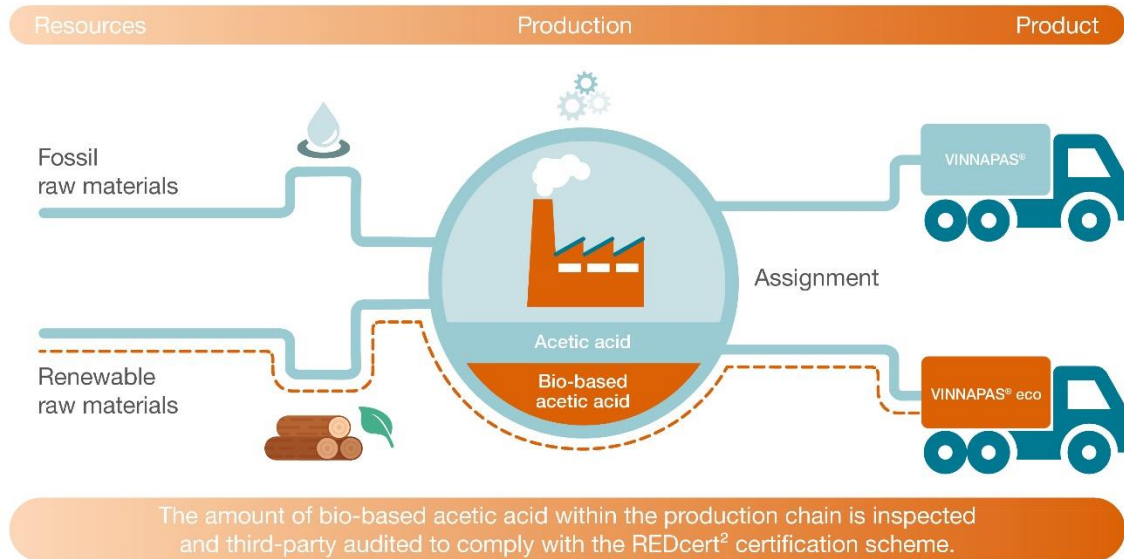 Resources
Production
Product
Fossil
raw materials
VINNAPAS®
Assignment
Acetic acid
Bio-based
acetic acid
Renewable
raw materials
VINNAPAS® eco
The amount of bio-based acetic acid within the production chain is inspected
and third-party audited to comply with the REDcert² certification scheme.